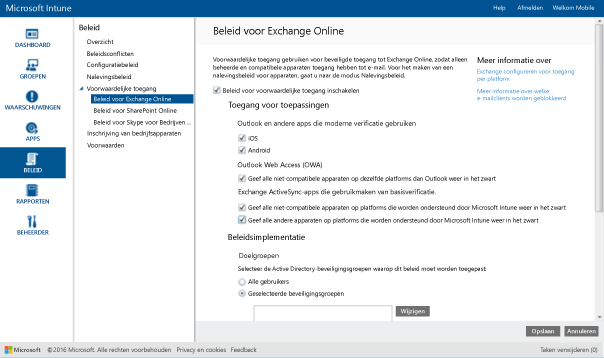 Microsoft Intune
Help Afmelden Welkom Mobile
DASHBOARD
GROEPEN
WAARSCHUWINGEN
APPS
BELEID
RAPPORTEN
BEHEERDER
Beleid
Overzicht
Beleidsconflicten
Configuratiebeleid
Nalevingsbeleid
Voorwaardelijke toegang
Beleid voor Exchange Online
Beleid voor SharePoint Online
Beleid voor Skype voor Bedrijven ...
Inschrijving van bedrijfsapparaten
Voorwaarden
Beleid voor Exchange Online
Voorwaardelijke toegang gebruiken voor beveiligde toegang tot Exchange Online, zodat alleen
beheerde en compatibele apparaten toegang hebben tot e-mail. Voor het maken van een
nalevingsbeleid voor apparaten, gaat u naar de modus Nalevingsbeleid.
Beleid voor voorwaardelijke toegang inschakelen
Toegang voor toepassingen
Outlook en andere apps die moderne verificatie gebruiken
iOS
Android
Outlook Web Access (OWA)
Geef alle niet-compatibele apparaten op dezelfde platforms dan Outlook weer in het zwart
Exchange ActiveSync-apps die gebruikmaken van basisverificatie.
Geef alle niet-compatibele apparaten op platforms die worden ondersteund door Microsoft Intune weer in het zwart
Geef alle andere apparaten op platforms die worden ondersteund door Microsoft Intune weer in het zwart
Beleidsimplementatie
Doelgroepen
Selecteer de Active Directory-beveiligingsgroepen waarop dit beleid moet worden toegepast:
Alle gebruikers
Geselecteerde beveiligingsgroepen
Wijzigen
Meer informatie over
Exchange configureren voor toegang
per platform
Meer informatie over welke
e-mailclients worden geblokkeerd
Opslaan Annuleren
Microsoft ©2016 Microsoft. Alle rechten voorbehouden Privacy en cookies Feedback
Taken verwijderen (0)